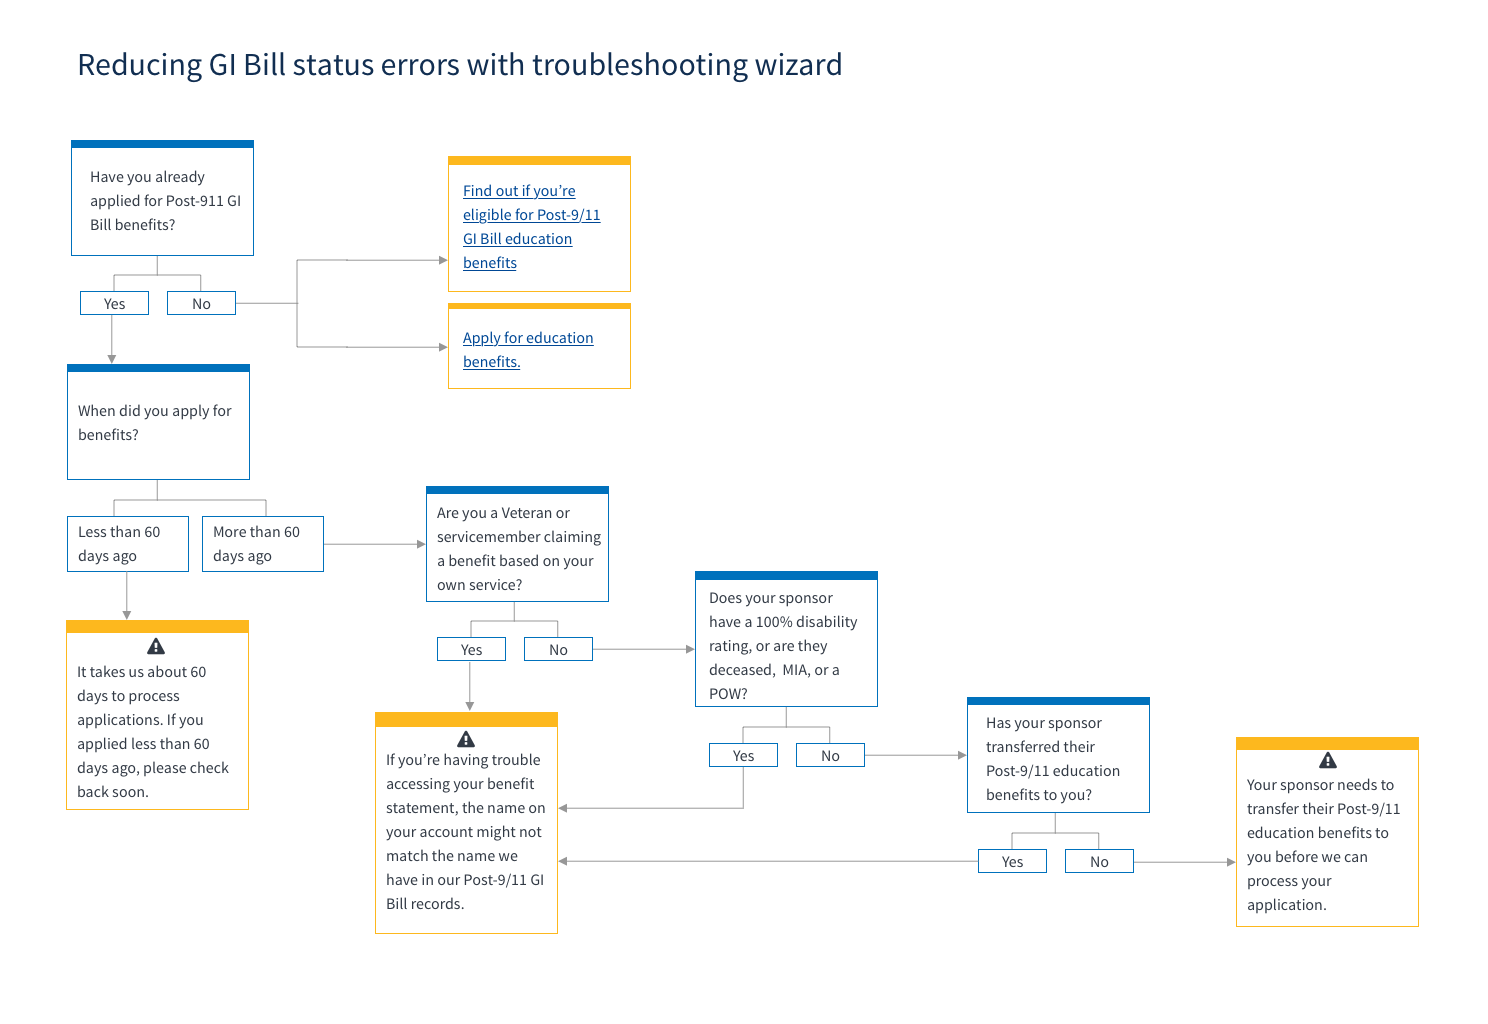 Reducing GI Bill status errors with troubleshooting wizard
Have you already
applied for Post-911 GI
Bill benefits?
Yes
No
Find out if you're
eligible for Post-9/11
GI Bill education
benefits
Apply for education
benefits.
When did you apply for
benefits?
Less than 60
days ago
More than 60
days ago
It takes us about 60
days to process
applications. If you
applied less than 60
days ago, please check
back soon.
Are you a Veteran or
servicemember claiming
a benefit based on your
own service?
Yes
No
If you're having trouble
accessing your benefit
statement, the name on
your account might not
match the name we
have in our Post-9/11 GI
Bill records.
Does your sponsor
have a 100% disability
rating, or are they
deceased,  MIA, or a
POW?
Yes
No
Has your sponsor
transferred their
Post-9/11 education
benefits to you?
Yes
No
Your sponsor needs to
transfer their Post-9/11
education benefits to
you before we can
process your
application.